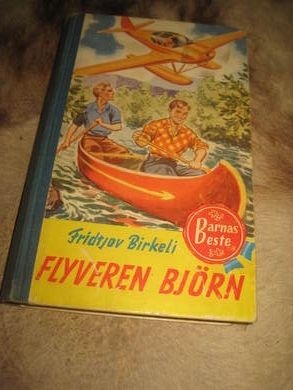 Fridtjov Birkeli
Barnas
Beste
FLYVEREN BJÖRN